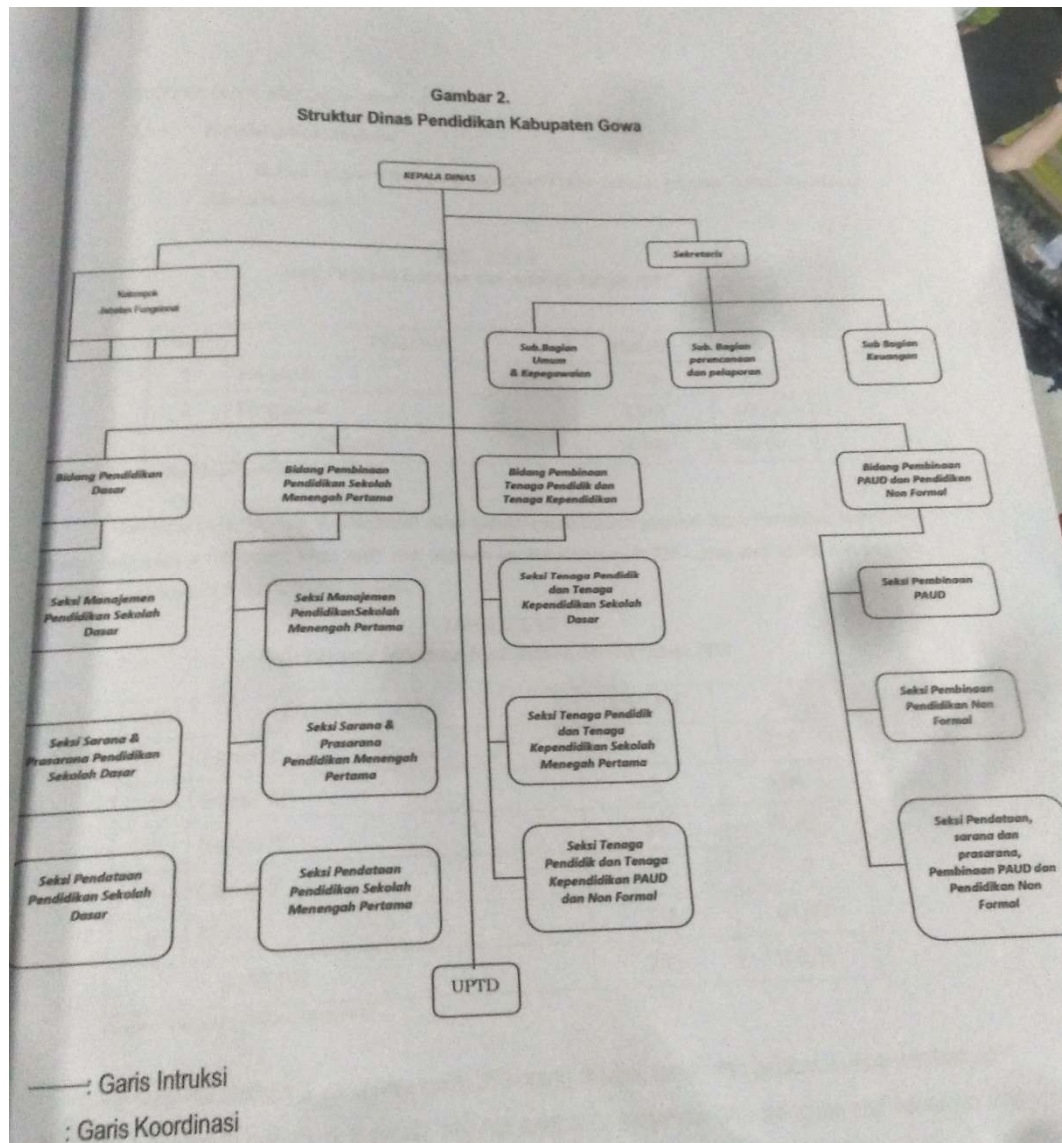 Gambar 2.
Struktur Dinas Pendidikan Kabupaten Gowa
KEPALA DINAS
Sekretaris
Kelompok
Jabatan Fungsional
Sub.Bagian
Umum
& Kepegawaian
Sub. Bagian
perencanaan
dan pelaporan
Sub Bagian
Keuangan
Bidang Pendidikan
Dasar
Bidang Pembinaan
Pendidikan Sekolah
Menengah Pertama
Bidang Pembinaan
Tenaga Pendidik dan
Tenaga Kependidikan
Bidang Pembinaan
PAUD dan Pendidikan
Non Formal
Seksi Manajemen
Pendidikan Sekolah
Dasar
Seksi Manajemen
PendidikanSekolah
Menengah Pertama
Seksi Tenaga Pendidik
dan Tenaga
Kependidikan Sekolah
Dasar
Seksi Pembinaan
PAUD
Seksi Sarana &
Prasarana Pendidikan
Sekolah Dasar
Seksi Sarana &
Prasarana
Pendidikan Menengah
Pertama
Seksi Tenaga Pendidik
dan Tenaga
Kependidikan Sekolah
Menegah Pertama
Seksi Pembinaan
Pendidikan Non
Formal
Seksi Pendataan
Pendidikan Sekolah
Dasar
Seksi Pendataan
Pendidikan Sekolah
Menengah Pertama
Seksi Tenaga
Pendidik dan Tenaga
Kependidikan PAUD
dan Non Formal
Seksi Pendataan,
sarana dan
prasarana,
Pembinaan PAUD dan
Pendidikan Non
Formal
UPTD
: Garis Intruksi
: Garis Koordinasi